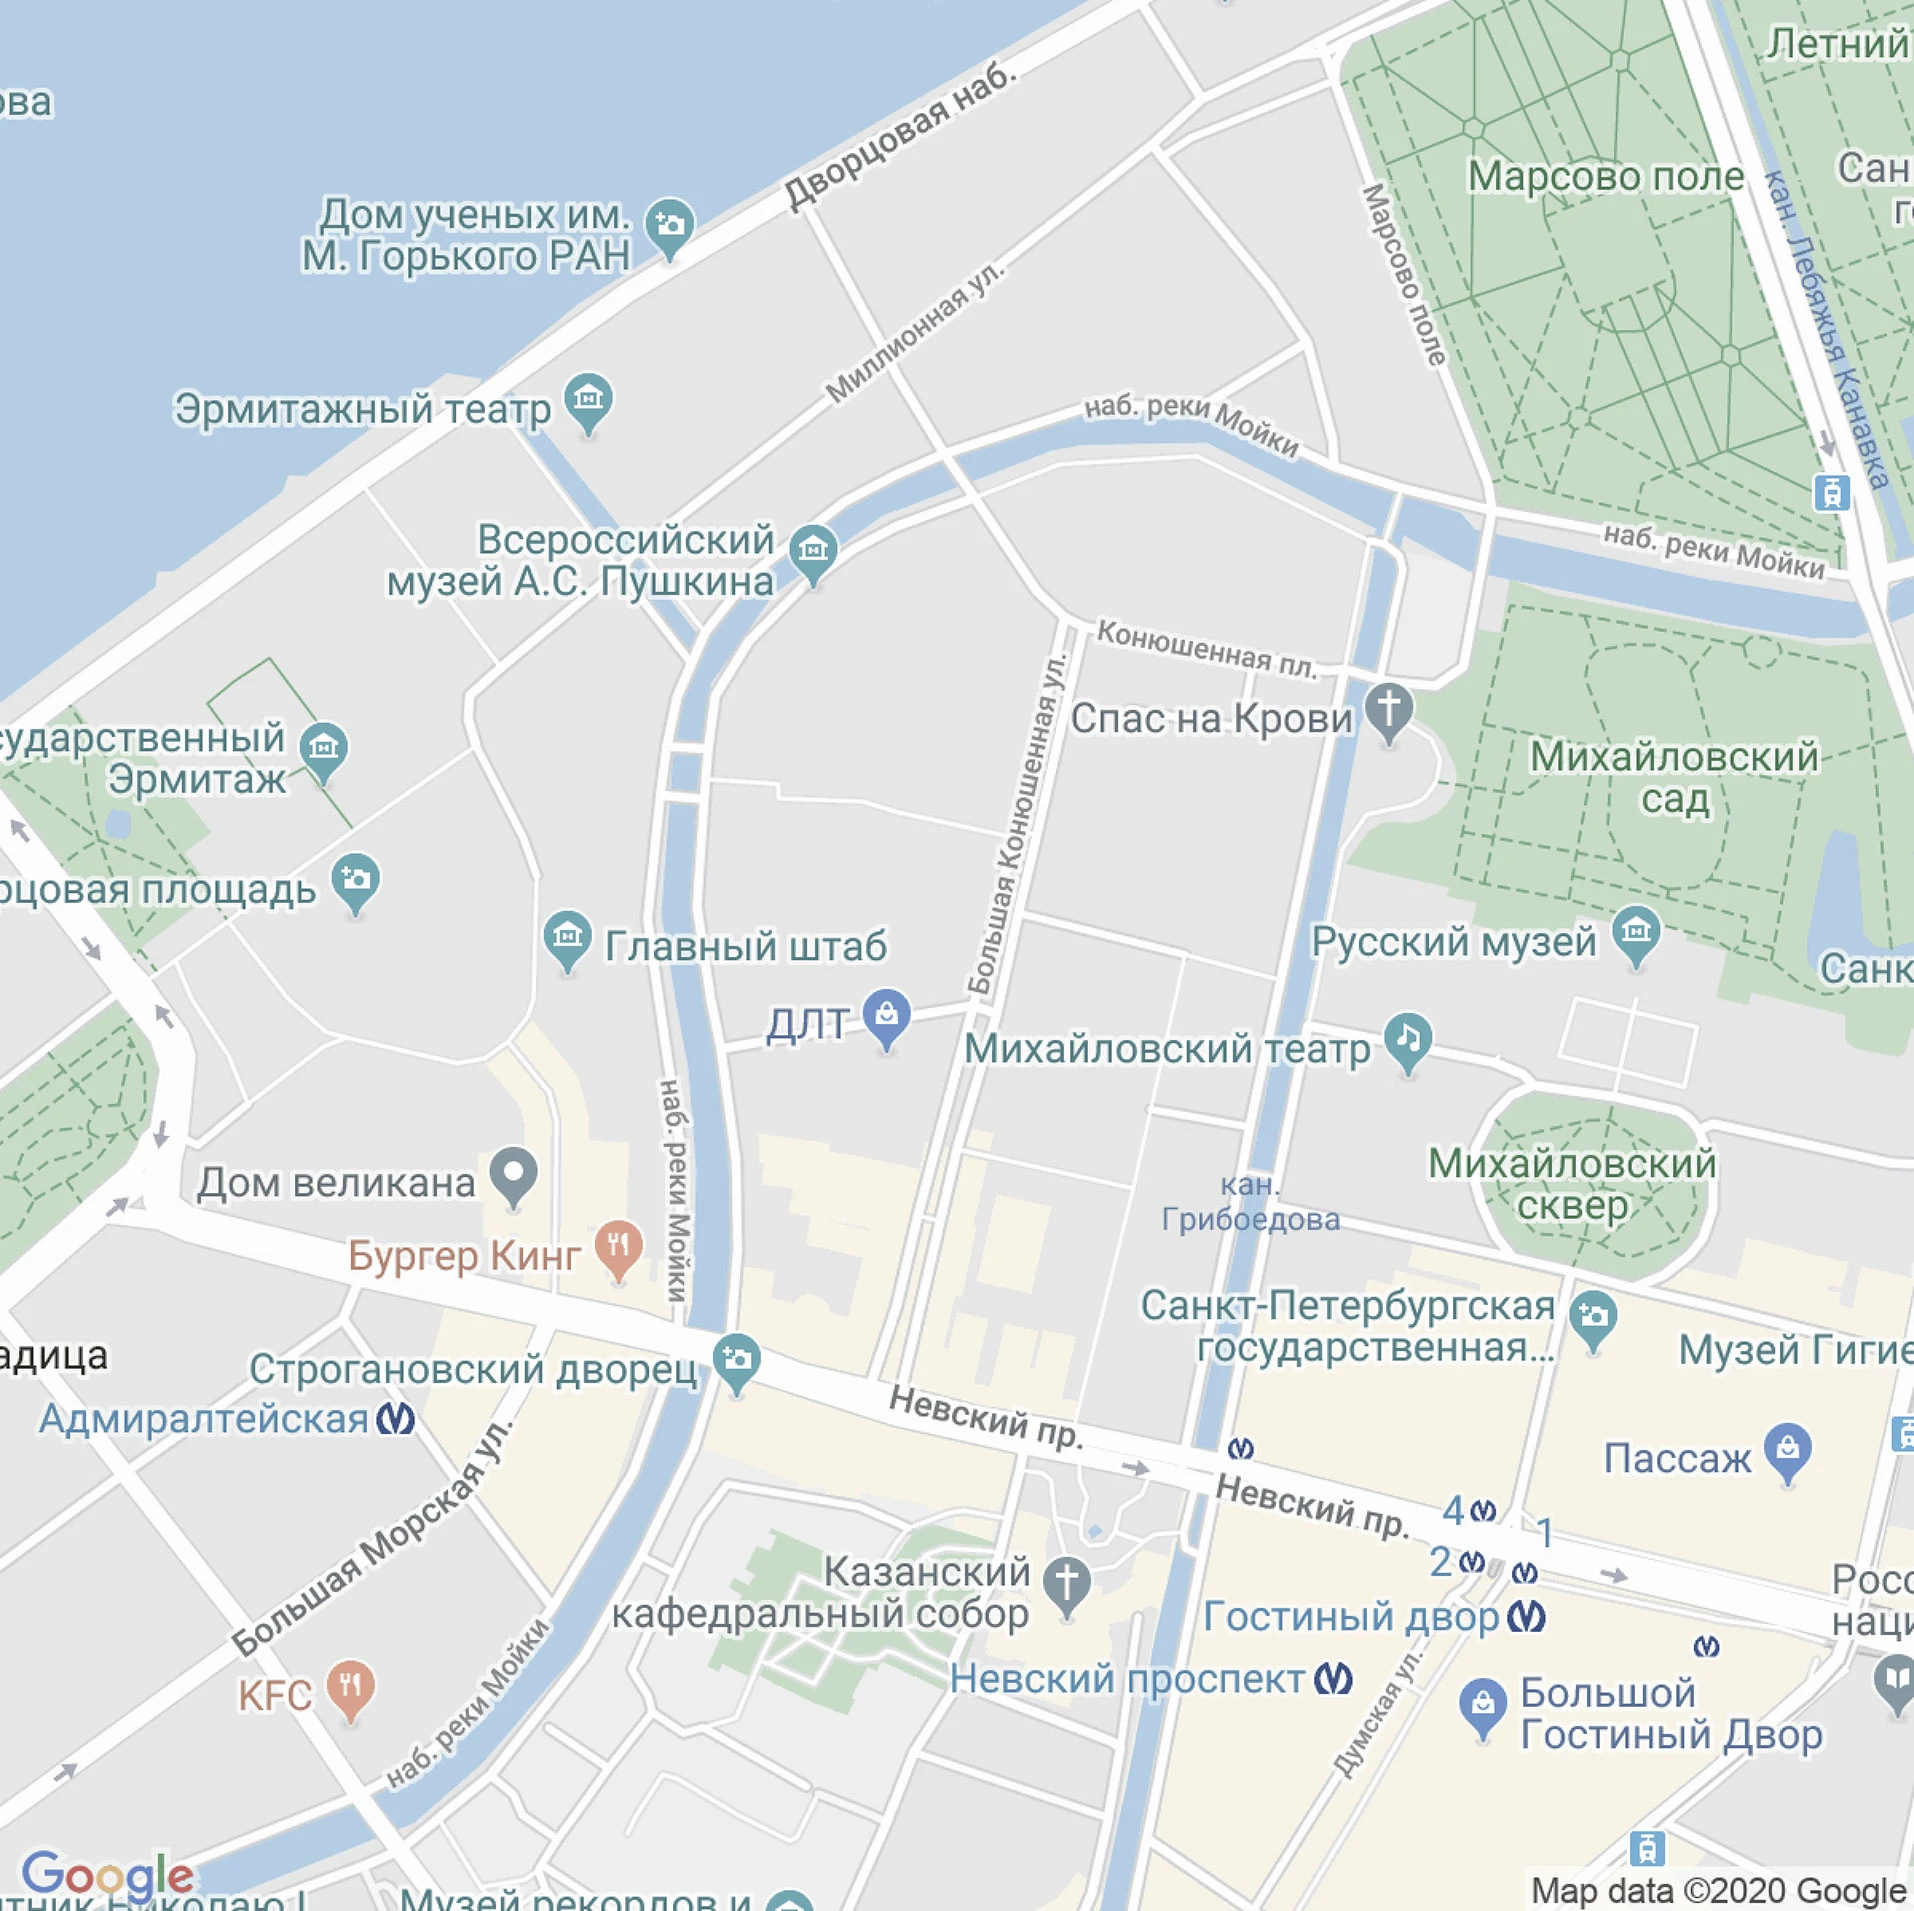 Летний
ова
Дворцовая наб.
Марсово поле
Сан
го
кан. Лебяжья Канавка
Дом ученых им.
М. Горького РАН
Марсово поле
Миллионная ул.
Эрмитажный театр
наб. реки Мойки
Всероссийский
музей А.С. Пушкина
наб. реки Мойки
Конюшенная пл.
Спас на Крови
сударственный
Эрмитаж
Михайловский
сад
Большая Конюшенная ул.
рцовая площадь
Главный штаб
Русский музей
Санк
ДЛТ
Михайловский театр
наб. реки Мойки
Дом великана
Михайловский
сквер
кан.
Грибоедова
Бургер Кинг
Санкт-Петербургская
государственная...
Музей Гигие
адица
Строгановский дворец
Адмиралтейская
Невский пр.
Пассаж
Большая Морская ул.
Невский пр.
4
1
2
Казанский
кафедральный собор
Росс
наци
Гостиный двор
Невский проспект
KFC
наб. реки Мойки
Думская ул.
Большой
Гостиный Двор
Google
тник Николаю I
Музей рекордов и
Map data ©2020 Google